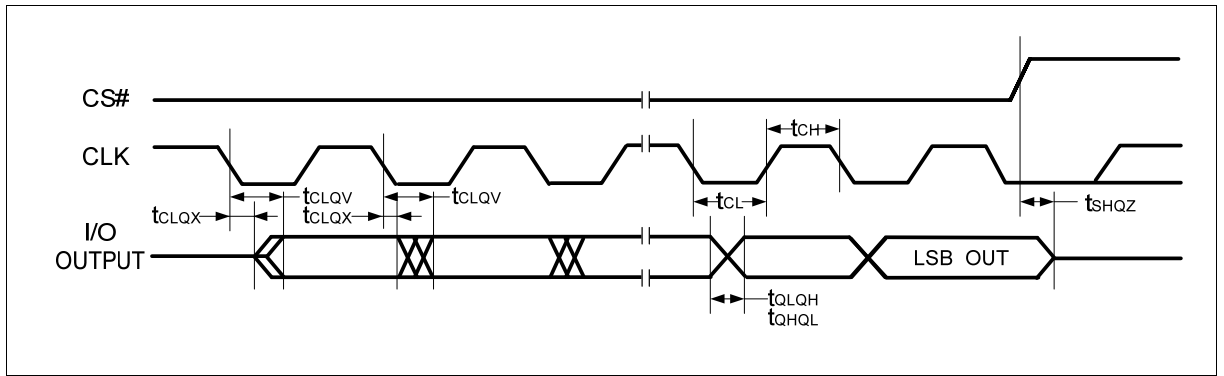 CS#
CLK
tCH
tCLQV
tCLQV
tCL
tCLQX
tCLQX
tSHQZ
I/O
OUTPUT
LSB OUT
tQLQH
tQHQL